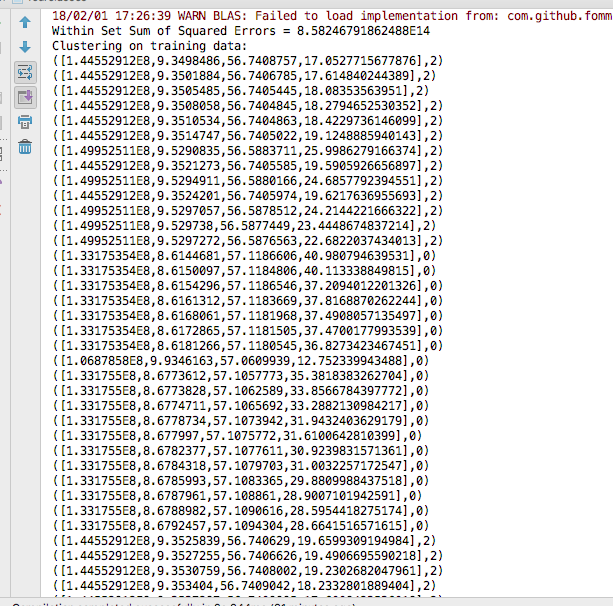 18/02/01 17:26:39 WARN BLAS: Failed to load implementation from: com.github.fomm
Within Set Sum of Squared Errors = 8.58246791862488E14
Clustering on training data:
([1.44552912E8,9.3498486,56.7408757,17.0527715677876],2)
([1.44552912E8,9.3501884,56.7406785,17.614840244389],2)
([1.44552912E8,9.3505485,56.7405445,18.08353563951],2)
([1.44552912E8,9.3508058,56.7404845,18.2794652530352],2)
([1.44552912E8,9.3510534,56.7404863,18.4229736146099],2)
([1.44552912E8,9.3514747,56.7405022,19.1248885940143],2)
([1.49952511E8,9.5290835,56.5883711,25.9986279166374],2)
([1.44552912E8,9.3521273,56.7405585,19.5905926656897],2)
([1.49952511E8,9.5294911,56.5880166,24.6857792394551],2)
([1.44552912E8,9.3524201,56.7405974,19.6217636955693],2)
([1.49952511E8,9.5297057,56.5878512,24.2144221666322],2)
([1.49952511E8,9.529738,56.5877449,23.4448674837214],2)
([1.49952511E8,9.5297272,56.5876563,22.6822037434013],2)
([1.33175354E8,8.6144681,57.1186606,40.980794639531],0)
([1.33175354E8,8.6150097,57.1184806,40.113338849815],0)
([1.33175354E8,8.6154296,57.1186546,37.2094012201326],0)
([1.33175354E8,8.6161312,57.1183669,37.8168870262244],0)
([1.33175354E8,8.6168061,57.1181968,37.4908057135497],0)
([1.33175354E8,8.6172865,57.1181505,37.4700177993539],0)
([1.33175354E8,8.6181266,57.1180545,36.8273423467451],0)
([1.0687858E8,9.9346163,57.0609939,12.752339943488],0)
([1.331755E8,8.6773612,57.1057773,35.3818383262704],0)
([1.331755E8,8.6773828,57.1062589,33.8566784397772],0)
([1.331755E8,8.6774711,57.1065692,33.2882130984217],0)
([1.331755E8,8.6778734,57.1073942,31.9432403629179],0)
([1.331755E8,8.677997,57.1075772,31.6100642810399],0)
([1.331755E8,8.6782377,57.1077611,30.9239831571361],0)
([1.331755E8,8.6784318,57.1079703,31.0032257172547],0)
([1.331755E8,8.6785993,57.1083365,29.8809988437518],0)
([1.331755E8,8.6787961,57.108861,28.9007101942591],0)
([1.331755E8,8.6788982,57.1090616,28.5954418275174],0)
([1.331755E8,8.6792457,57.1094304,28.6641516571615],0)
([1.44552912E8,9.3525839,56.740629,19.6599309194984],2)
([1.44552912E8,9.3527255,56.7406626,19.4906695590218],2)
([1.44552912E8,9.3530759,56.7408002,19.2302682047961],2)
([1.44552912E8,9.353404,56.7409042,18.2332801889404],2)